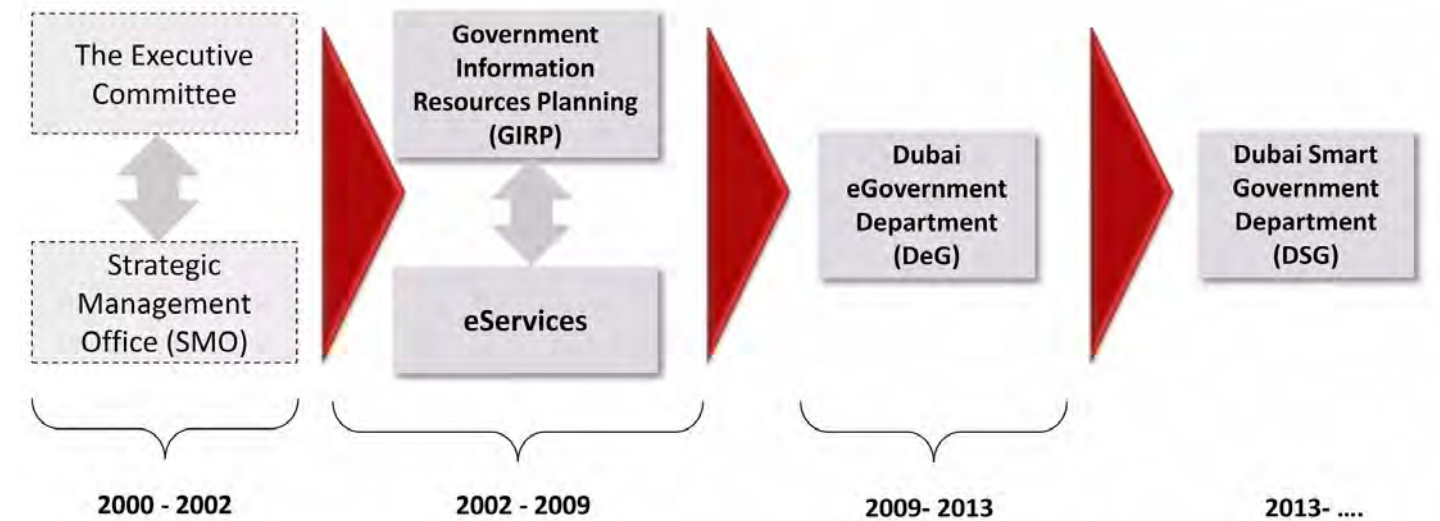 The Executive
Committee
Strategic
Management
Office (SMO)
2000 - 2002
Government
Information
Resources Planning
(GIRP)
eServices
2002 - 2009
Dubai
eGovernment
Department
(DeG)
2009- 2013
Dubai Smart
Government
Department
(DSG)
2013- ....